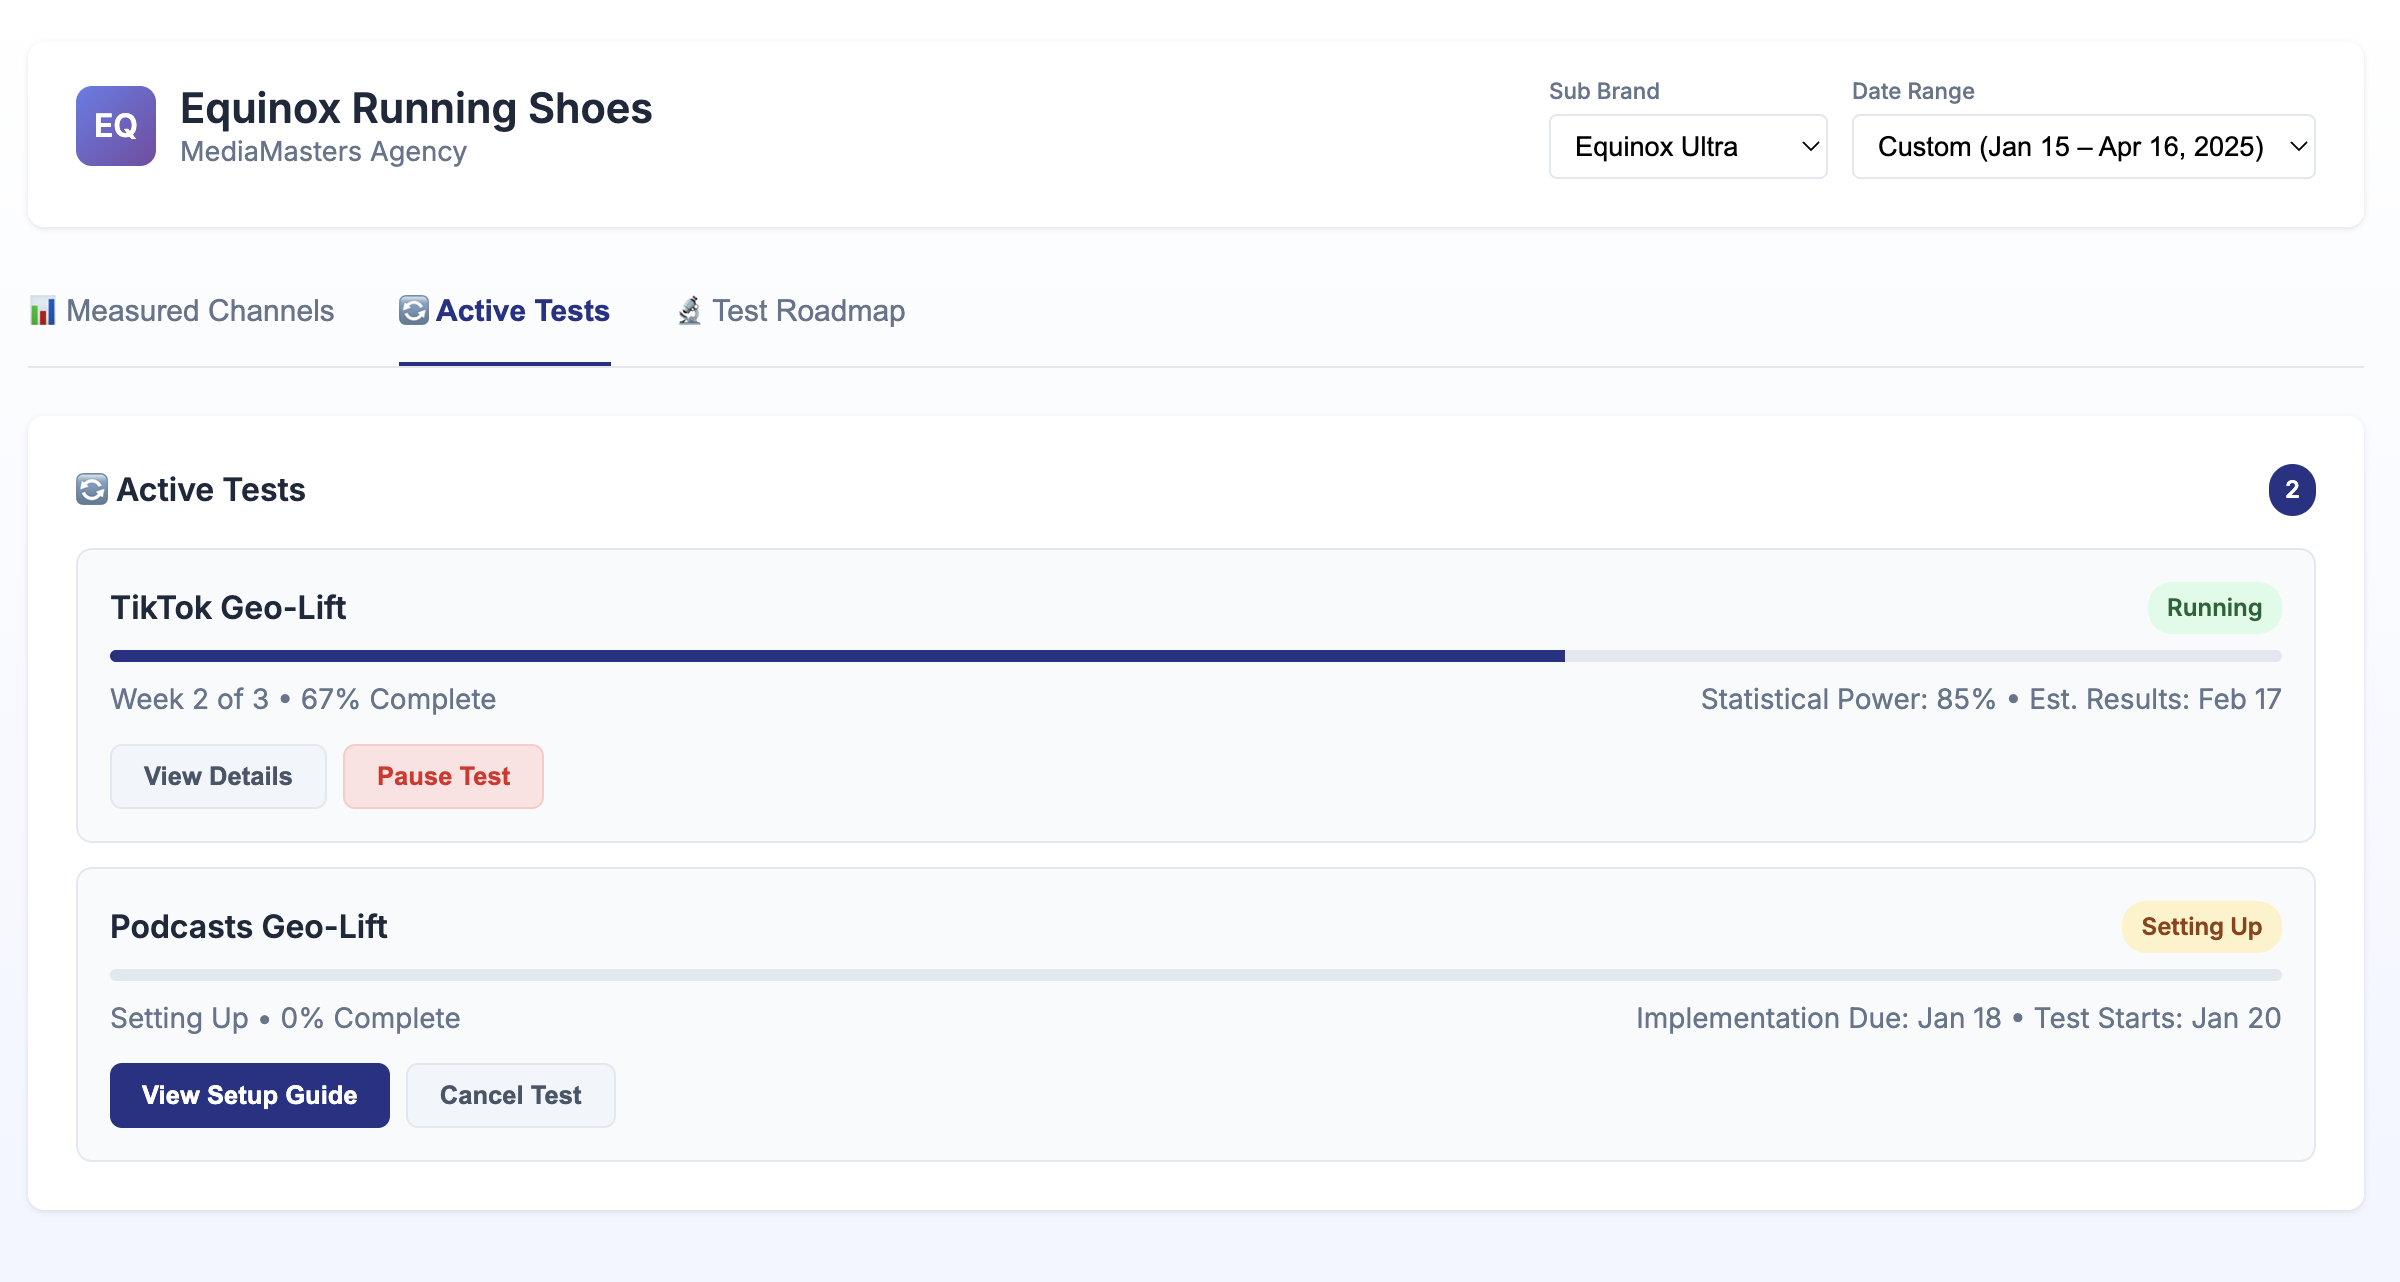 EQ
Equinox Running Shoes
MediaMasters Agency
Sub Brand
Equinox Ultra
Date Range
Custom (Jan 15 – Apr 16, 2025)
Measured Channels
Active Tests
Test Roadmap
Active Tests
2
TikTok Geo-Lift
Running
Week 2 of 3 • 67% Complete
Statistical Power: 85% • Est. Results: Feb 17
View Details
Pause Test
Podcasts Geo-Lift
Setting Up
Setting Up • 0% Complete
Implementation Due: Jan 18 • Test Starts: Jan 20
View Setup Guide
Cancel Test